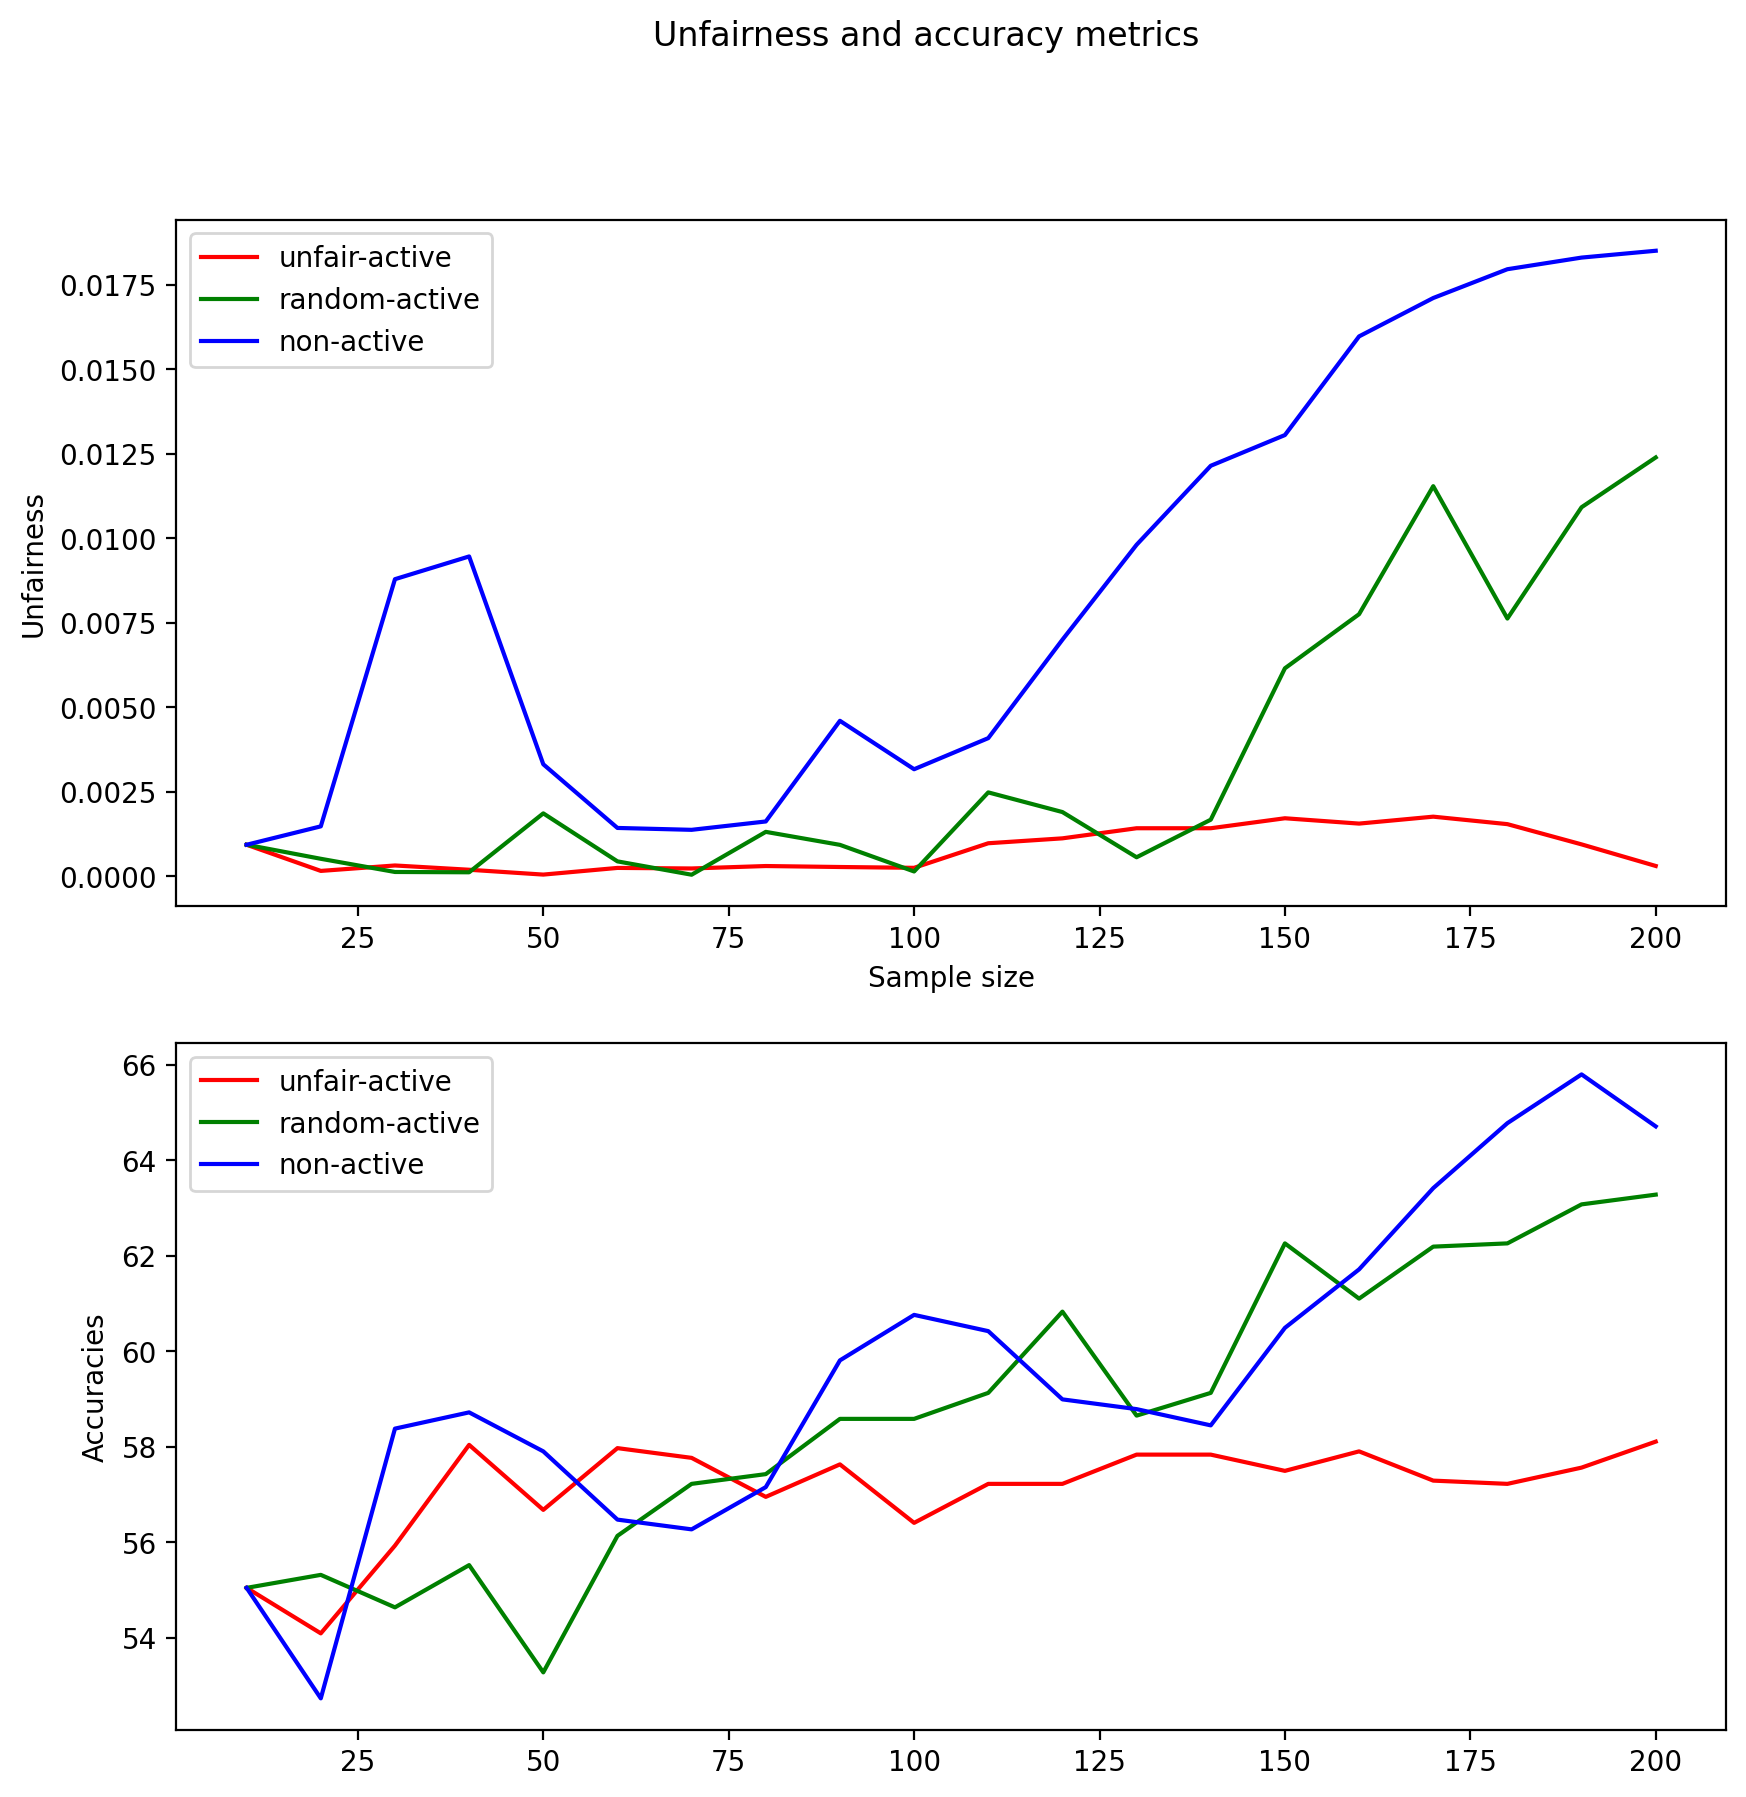 Unfairness and accuracy metrics
unfair-active
random-active
non-active
0.0175
0.0150
0.0125
0.0100
0.0075
0.0050
0.0025
0.0000
Unfairness
25 50 75 100 125 150 175 200
Sample size
unfair-active
random-active
non-active
66
64
62
60
58
56
54
Accuracies
25 50 75 100 125 150 175 200